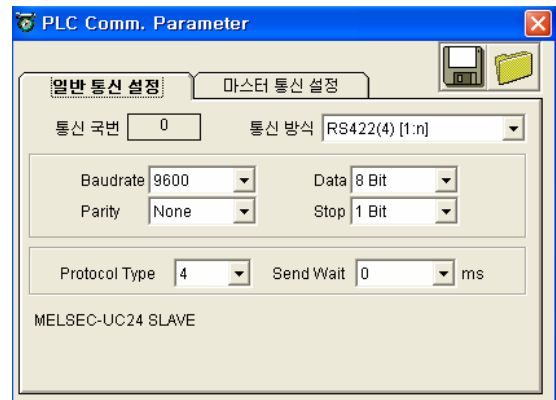 PLC Comm. Parameter
일반 통신 설정 마스터 통신 설정
통신 국번 0 통신 방식 RS422(4) [1:n]
Baudrate 9600 Data 8 Bit
Parity None Stop 1 Bit
Protocol Type 4 Send Wait 0 ms
MELSEC-UC24 SLAVE